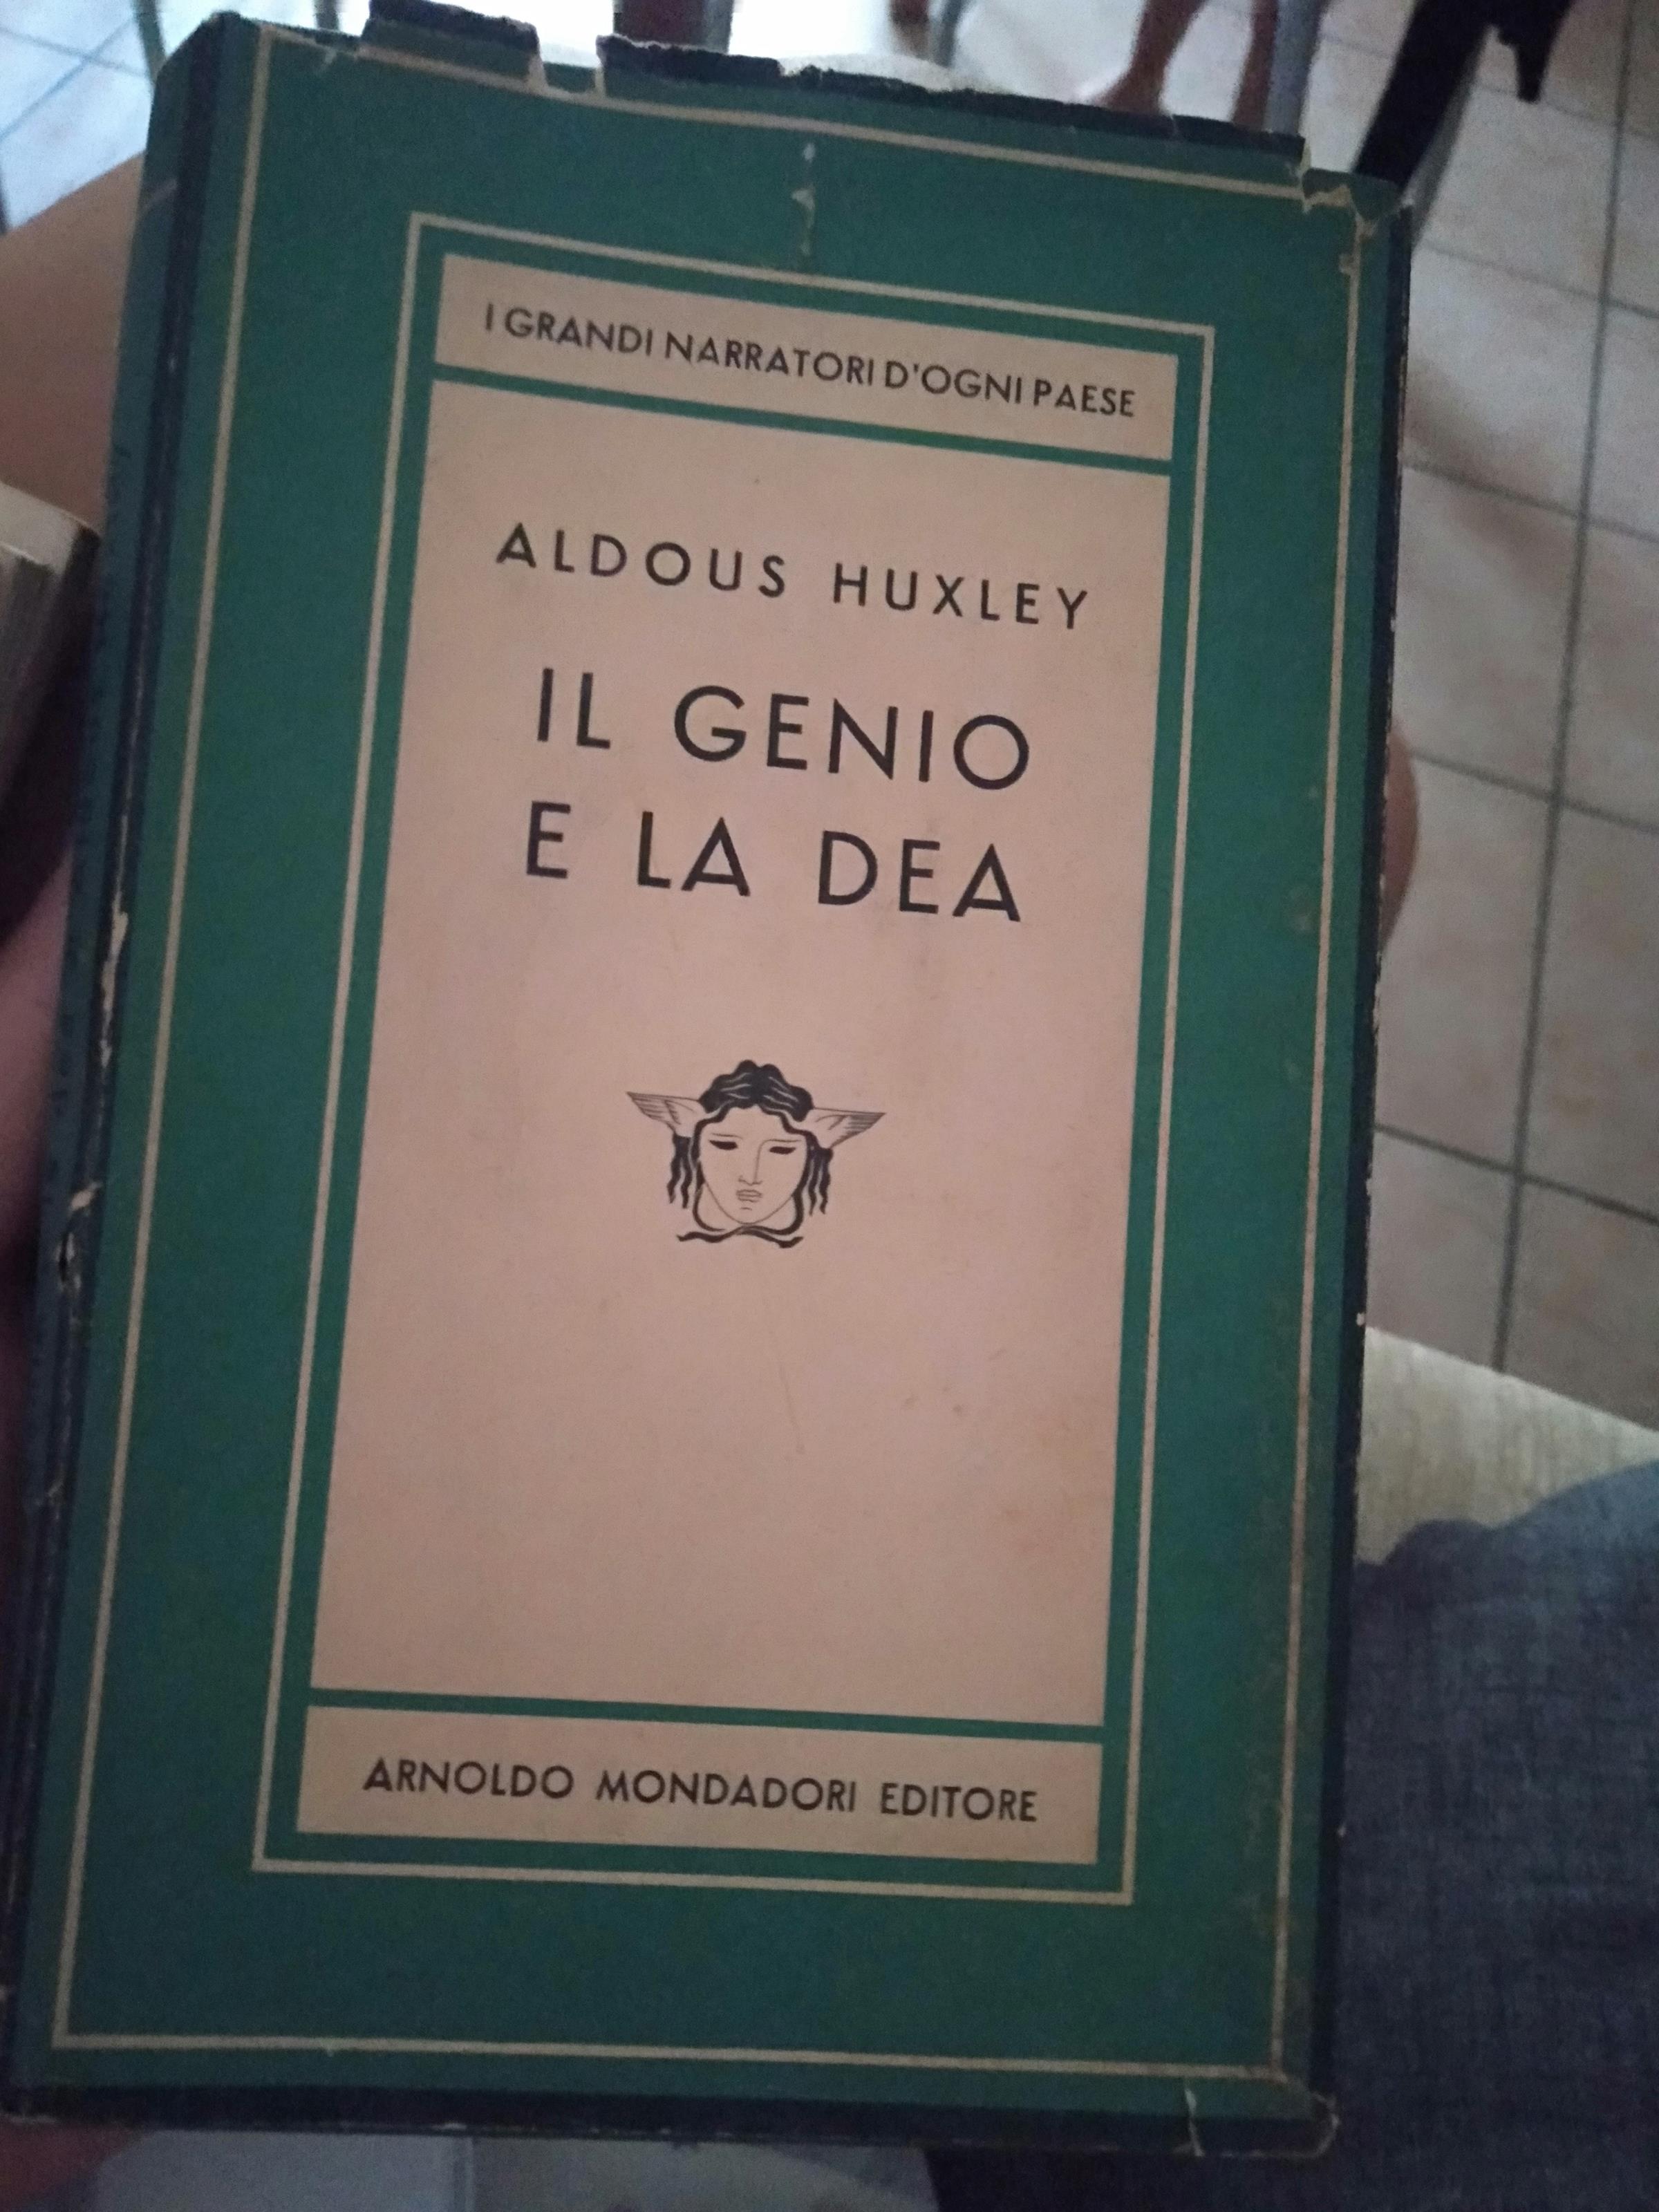 I GRANDI NARRATORI D'OGNI PAESE
ALDOUS HUXLEY
IL GENIO
E LA DEA
ARNOLDO MONDADORI EDITORE